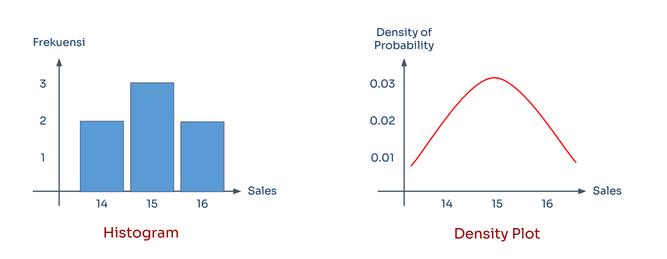 Frekuensi
3
2
1
14 15 16
Sales
Histogram
Density of
Probability
0.03
0.02
0.01
14 15 16
Sales
Density Plot